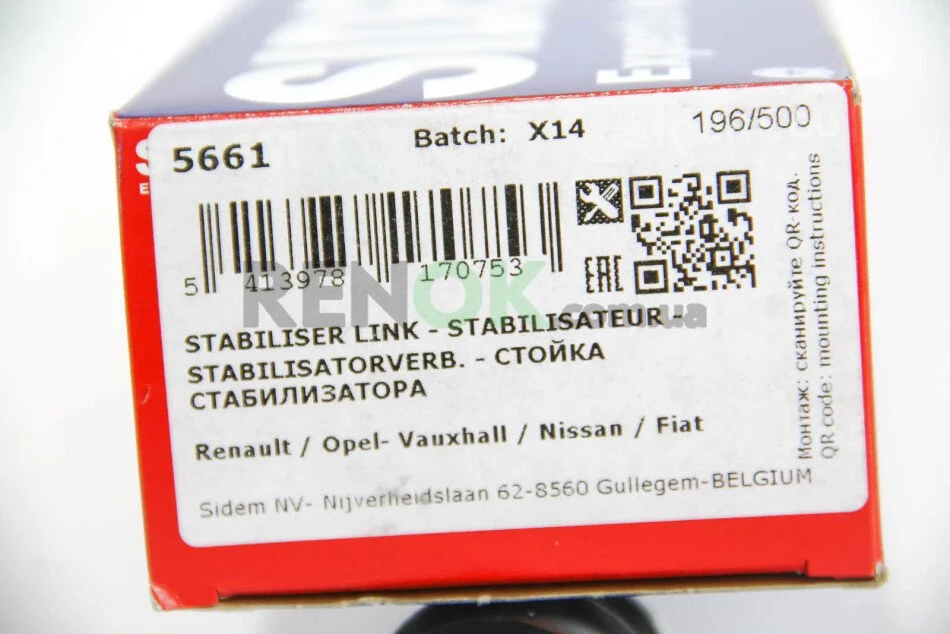 5661
Batch: X14
196/500
5 413978 170753
EAC
STABILISER LINK - STABILISATEUR -
STABILISATORVERB. - СТОЙКА
СТАБИЛИЗАТОРА
Renault / Opel- Vauxhall / Nissan / Fiat
Sidem NV- Nijverheidslaan 62-8560 Gullegem-BELGIUM
Монтаж: сканируйте QR-код.
QR code: mounting instructions
RENOK.com.ua